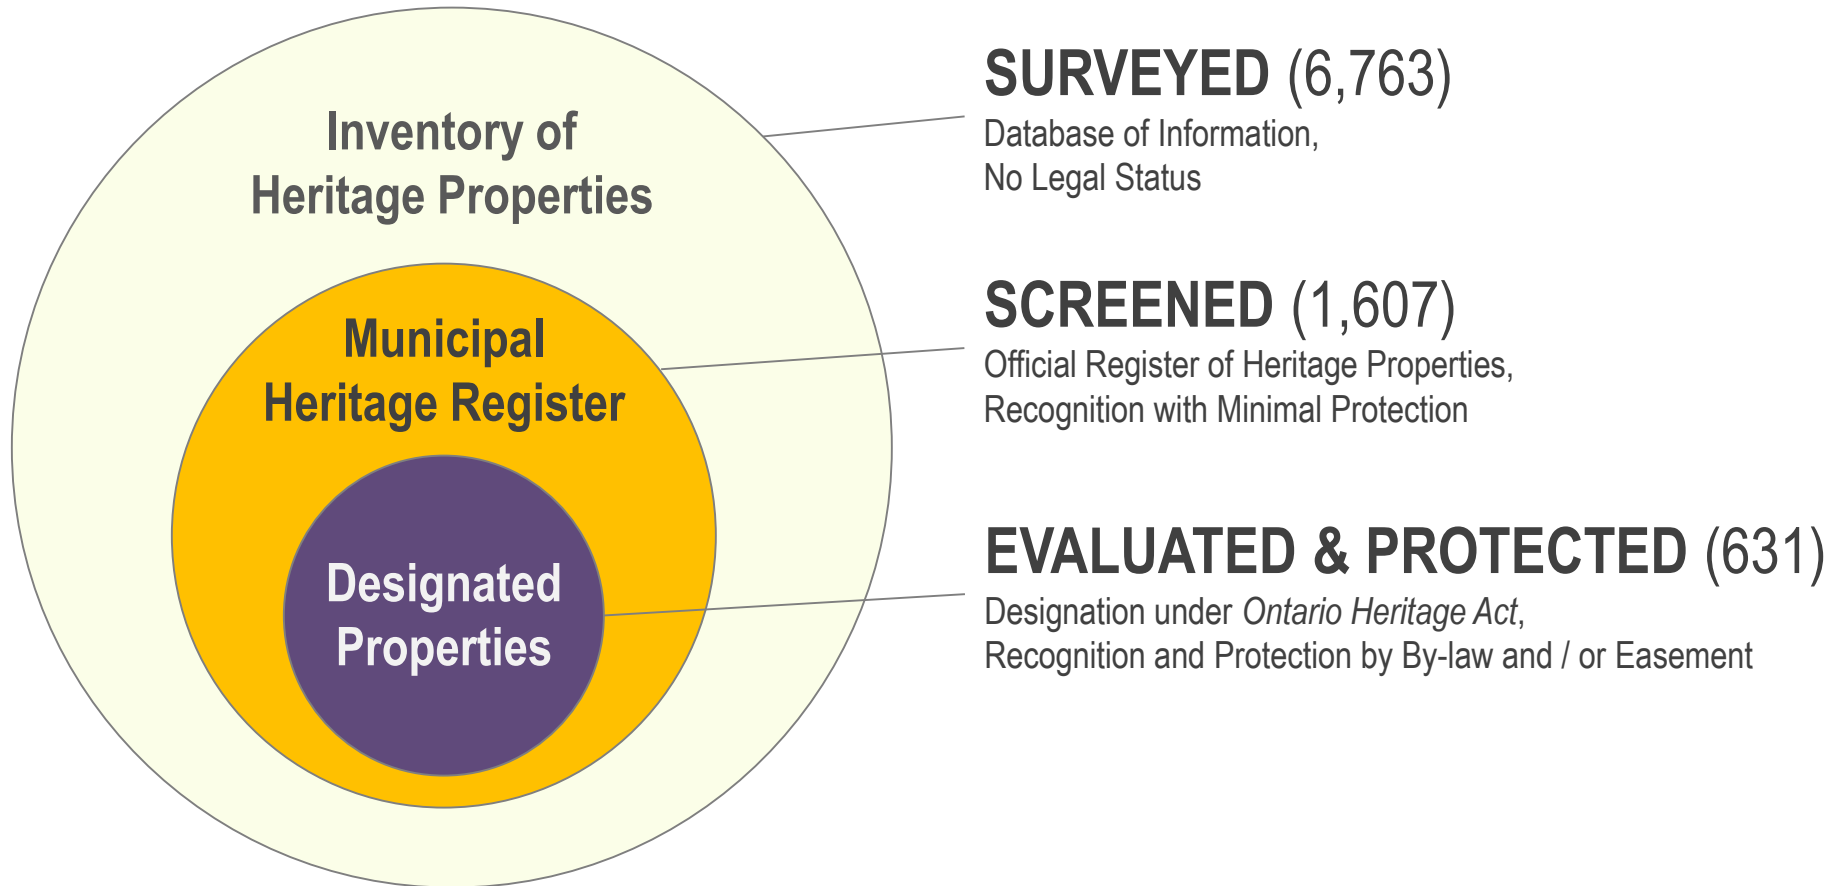 Inventory of
Heritage Properties
Municipal
Heritage Register
Designated
Properties
SURVEYED (6,763)
Database of Information,
No Legal Status
SCREENED (1,607)
Official Register of Heritage Properties,
Recognition with Minimal Protection
EVALUATED & PROTECTED (631)
Designation under Ontario Heritage Act,
Recognition and Protection by By-law and / or Easement